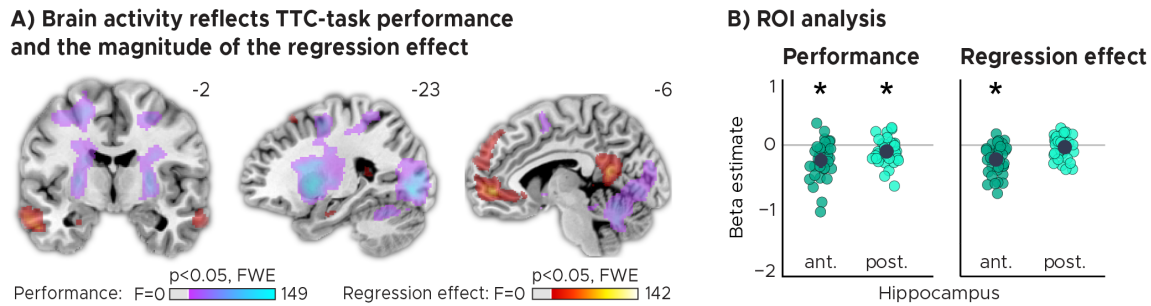 A) Brain activity reflects TTC-task performance
and the magnitude of the regression effect
-2
-23
-6
p<0.05, FWE
Performance: F=0 149
p<0.05, FWE
Regression effect: F=0 142
B) ROI analysis
Performance
Regression effect
* * *
Beta estimate
1
0
−1
−2
ant. post. ant. post.
Hippocampus